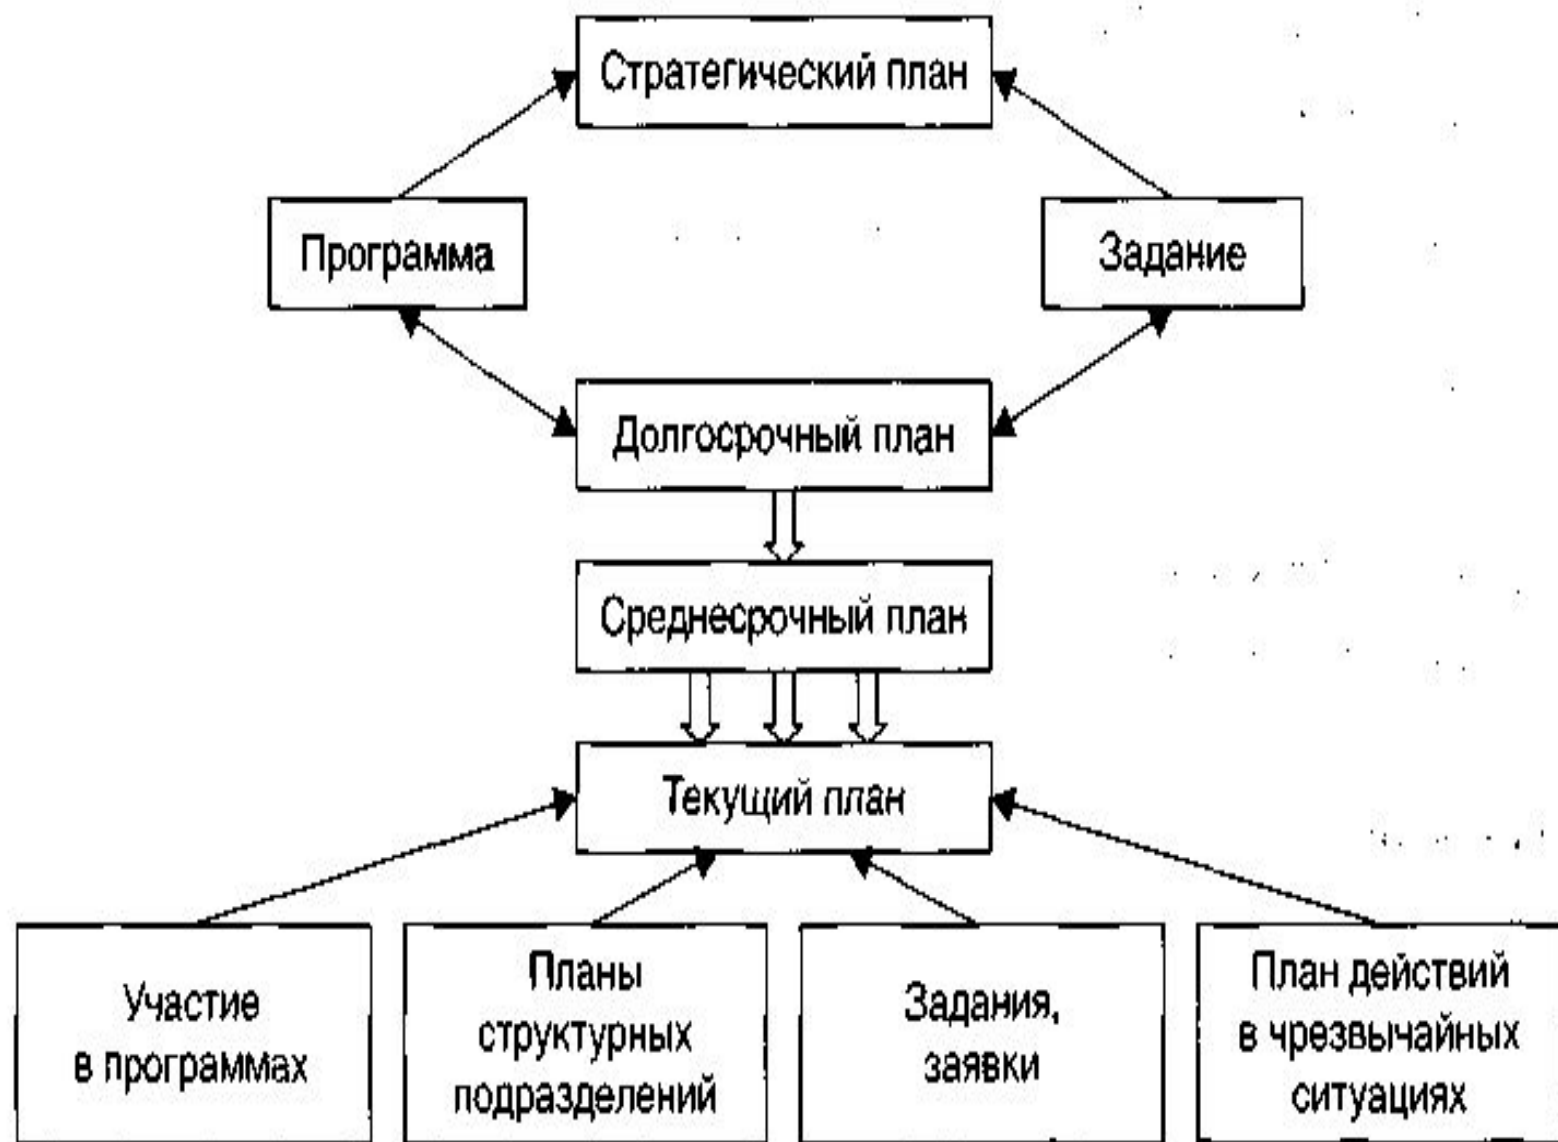 Стратегический план
Программа
Задание
Долгосрочный план
Среднесрочный план
Текущий план
Участие
в программах
Планы
структурных
подразделений
Задания,
заявки
План действий
в чрезвычайных
ситуациях